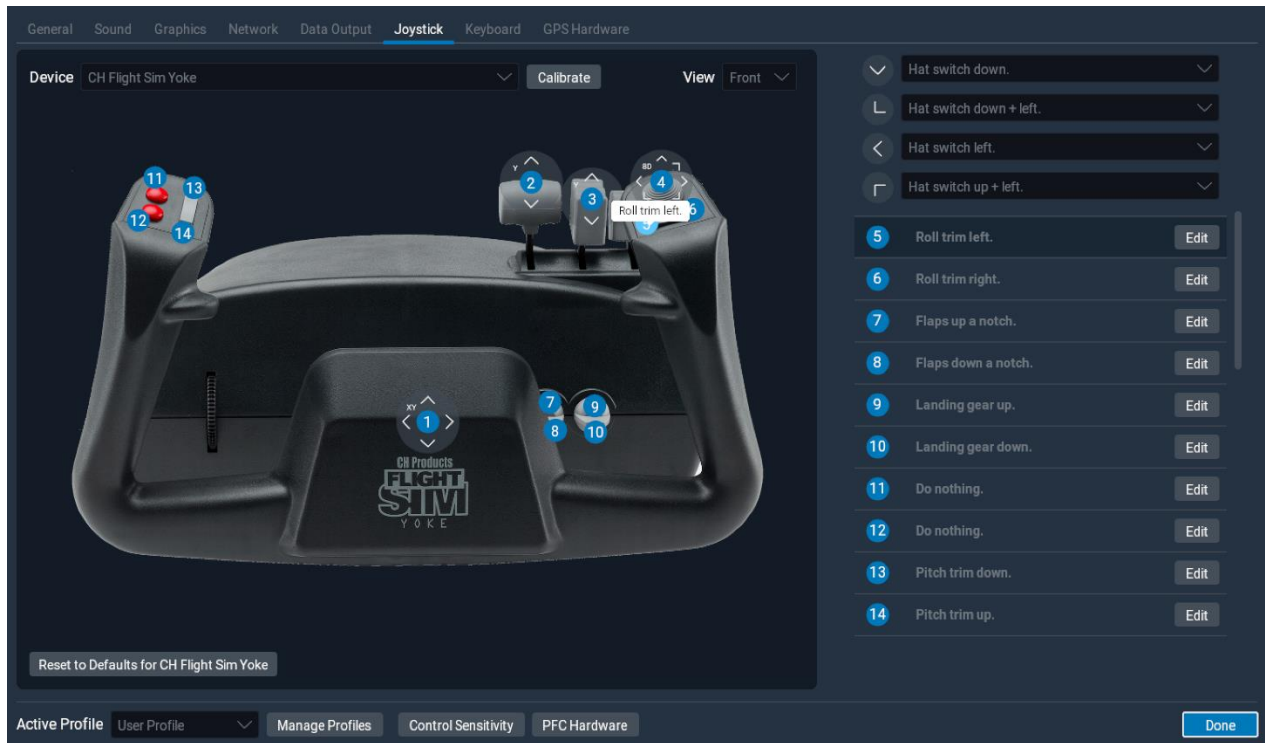 General Sound Graphics Network Data Output Joystick Keyboard GPS Hardware
Device CH Flight Sim Yoke Calibrate View Front
Hat switch down.
Hat switch down + left.
Hat switch left.
Hat switch up + left.
11
13
12
14
Y
2
3
8D
4
Roll trim left.
5
6
XY
1
7
8
9
10
CH Products
FLIGHT
SIM
YOKE
5 Roll trim left. Edit
6 Roll trim right. Edit
7 Flaps up a notch. Edit
8 Flaps down a notch. Edit
9 Landing gear up. Edit
10 Landing gear down. Edit
11 Do nothing. Edit
12 Do nothing. Edit
13 Pitch trim down. Edit
14 Pitch trim up. Edit
Reset to Defaults for CH Flight Sim Yoke
Active Profile User Profile Manage Profiles Control Sensitivity PFC Hardware Done